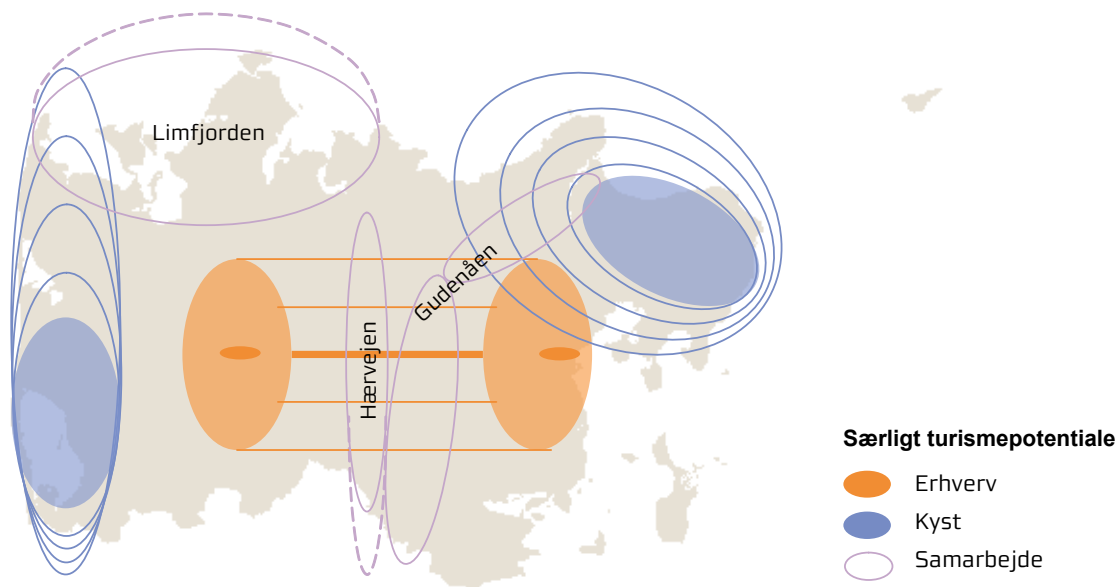 Limfjorden
Gudenåen
Hærvejen
Særligt turismepotentiale
Erhverv
Kyst
Samarbejde